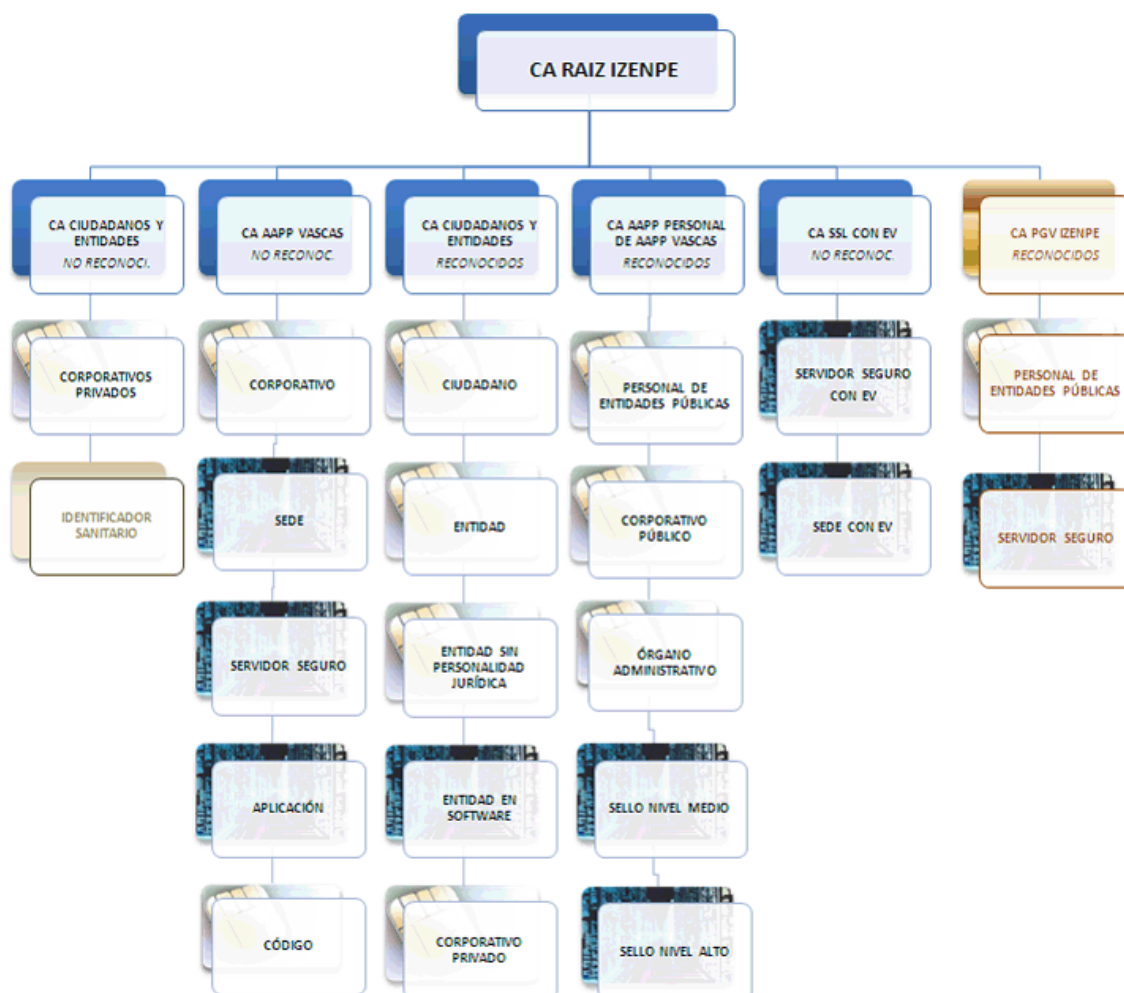 CA RAIZ IZENPE
CA CIUDADANOS Y
ENTIDADES
NO RECONOCI.
CA AAPP VASCAS
NO RECONOC.
CA CIUDADANOS Y
ENTIDADES
RECONOCIDOS
CA AAPP PERSONAL
DE AAPP VASCAS
RECONOCIDOS
CA SSL CON EV
NO RECONOC.
CA PGV IZENPE
RECONOCIDOS
CORPORATIVOS
PRIVADOS
CORPORATIVO
CIUDADANO
PERSONAL DE
ENTIDADES PÚBLICAS
SERVIDOR SEGURO
CON EV
PERSONAL DE
ENTIDADES PÚBLICAS
IDENTIFICADOR
SANITARIO
SEDE
ENTIDAD
CORPORATIVO
PÚBLICO
SEDE CON EV
SERVIDOR SEGURO
SERVIDOR SEGURO
ENTIDAD SIN
PERSONALIDAD
JURÍDICA
ÓRGANO
ADMINISTRATIVO
APLICACIÓN
ENTIDAD EN
SOFTWARE
SELLO NIVEL MEDIO
CÓDIGO
CORPORATIVO
PRIVADO
SELLO NIVEL ALTO